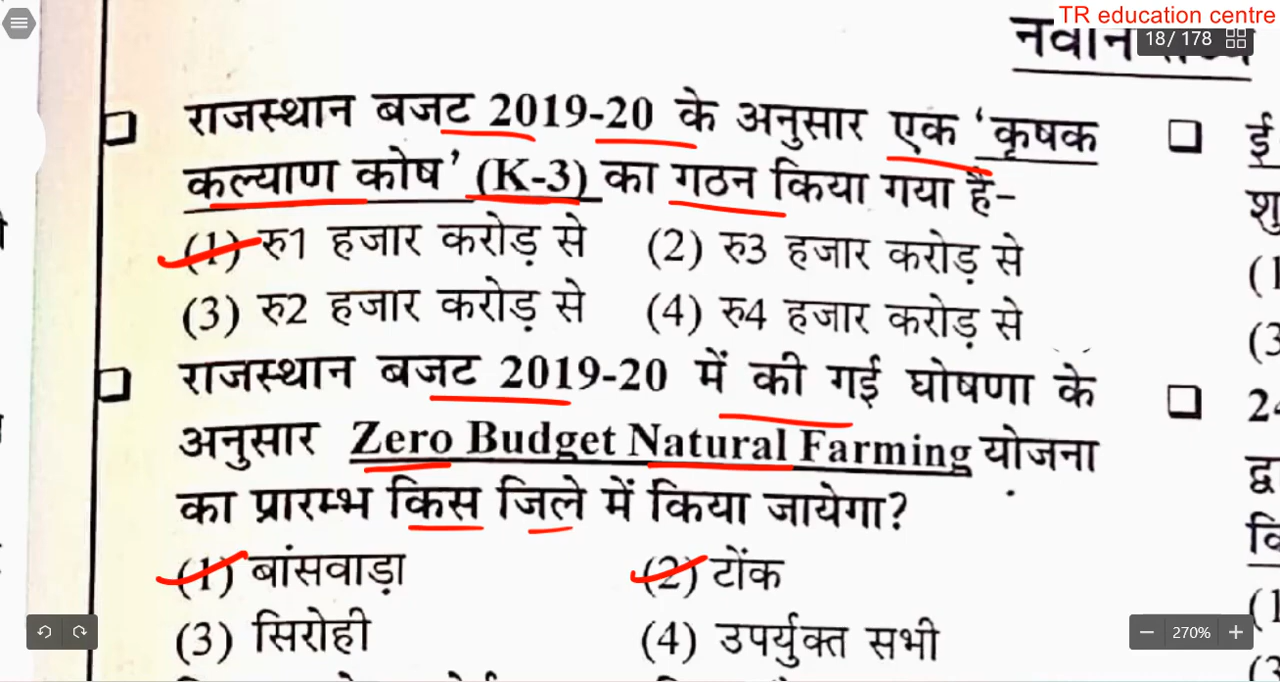 TR education centre
18/ 178
राजस्थान बजट 2019-20 के अनुसार एक ‘कृषक
कल्याण कोष’ (K-3) का गठन किया गया है-
(1) रु1 हजार करोड़ से (2) रु3 हजार करोड़ से
(3) रु2 हजार करोड़ से (4) रु4 हजार करोड़ से
राजस्थान बजट 2019-20 में की गई घोषणा के
अनुसार Zero Budget Natural Farming योजना
का प्रारम्भ किस जिले में किया जायेगा?
(1) बांसवाड़ा (2) टोंक
(3) सिरोही (4) उपर्युक्त सभी
270%